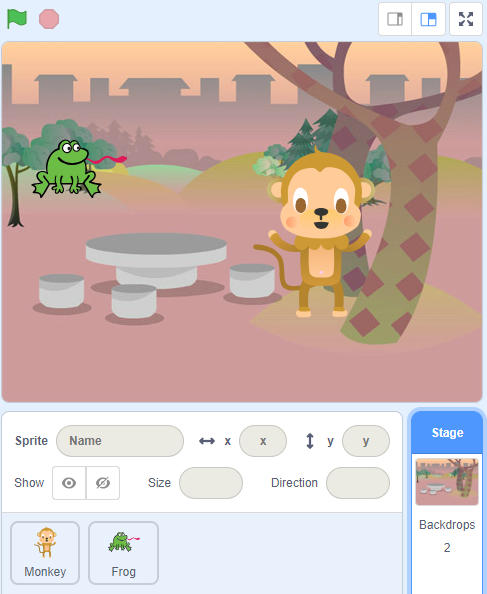 Sprite Name x x y y
Show Size Direction
Stage
Backdrops
2
Monkey Frog